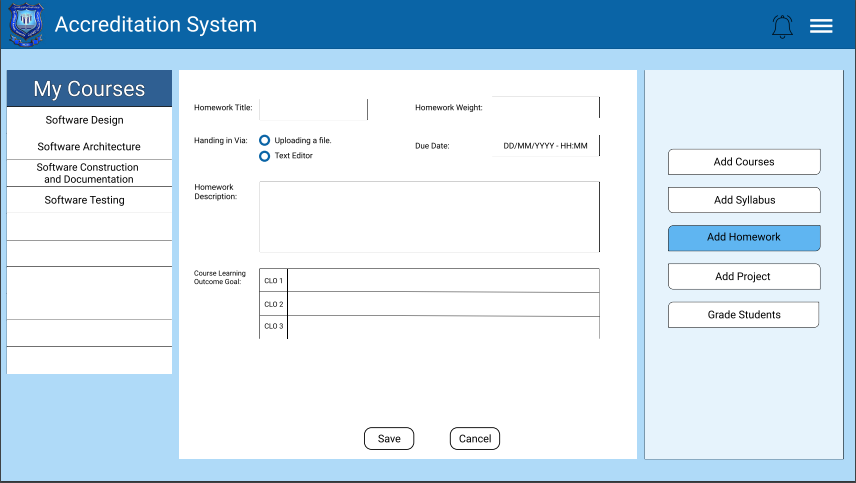 Accreditation System
My Courses
Software Design
Software Architecture
Software Construction
and Documentation
Software Testing
Homework Title:
Homework Weight:
Handing in Via:
Uploading a file.
Text Editor
Due Date:
DD/MM/YYYY - HH:MM
Homework
Description:
Course Learning
Outcome Goal:
CLO 1
CLO 2
CLO 3
Save
Cancel
Add Courses
Add Syllabus
Add Homework
Add Project
Grade Students